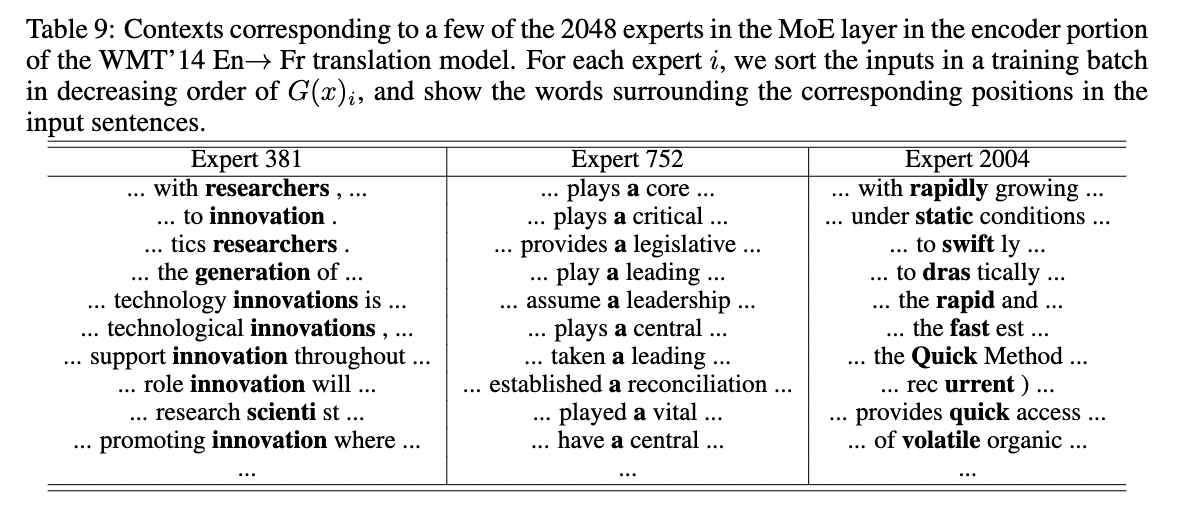 Table 9: Contexts corresponding to a few of the 2048 experts in the MoE layer in the encoder portion
of the WMT'14 En→ Fr translation model. For each expert i, we sort the inputs in a training batch
in decreasing order of G(x)i, and show the words surrounding the corresponding positions in the
input sentences.
Expert 381 Expert 752 Expert 2004
... with researchers , ... ... plays a core ... ... with rapidly growing ...
... to innovation . ... plays a critical ... ... under static conditions ...
... tics researchers . ... provides a legislative ... ... to swift ly ...
... the generation of ... ... play a leading ... ... to dras tically ...
... technology innovations is ... ... assume a leadership ... ... the rapid and ...
... technological innovations , ... ... plays a central ... ... the fast est ...
... support innovation throughout ... ... taken a leading ... ... the Quick Method ...
... role innovation will ... ... established a reconciliation ... ... rec urrent ) ...
... research scienti st ... ... played a vital ... ... provides quick access ...
... promoting innovation where ... ... have a central ... ... of volatile organic ...
... ... ...